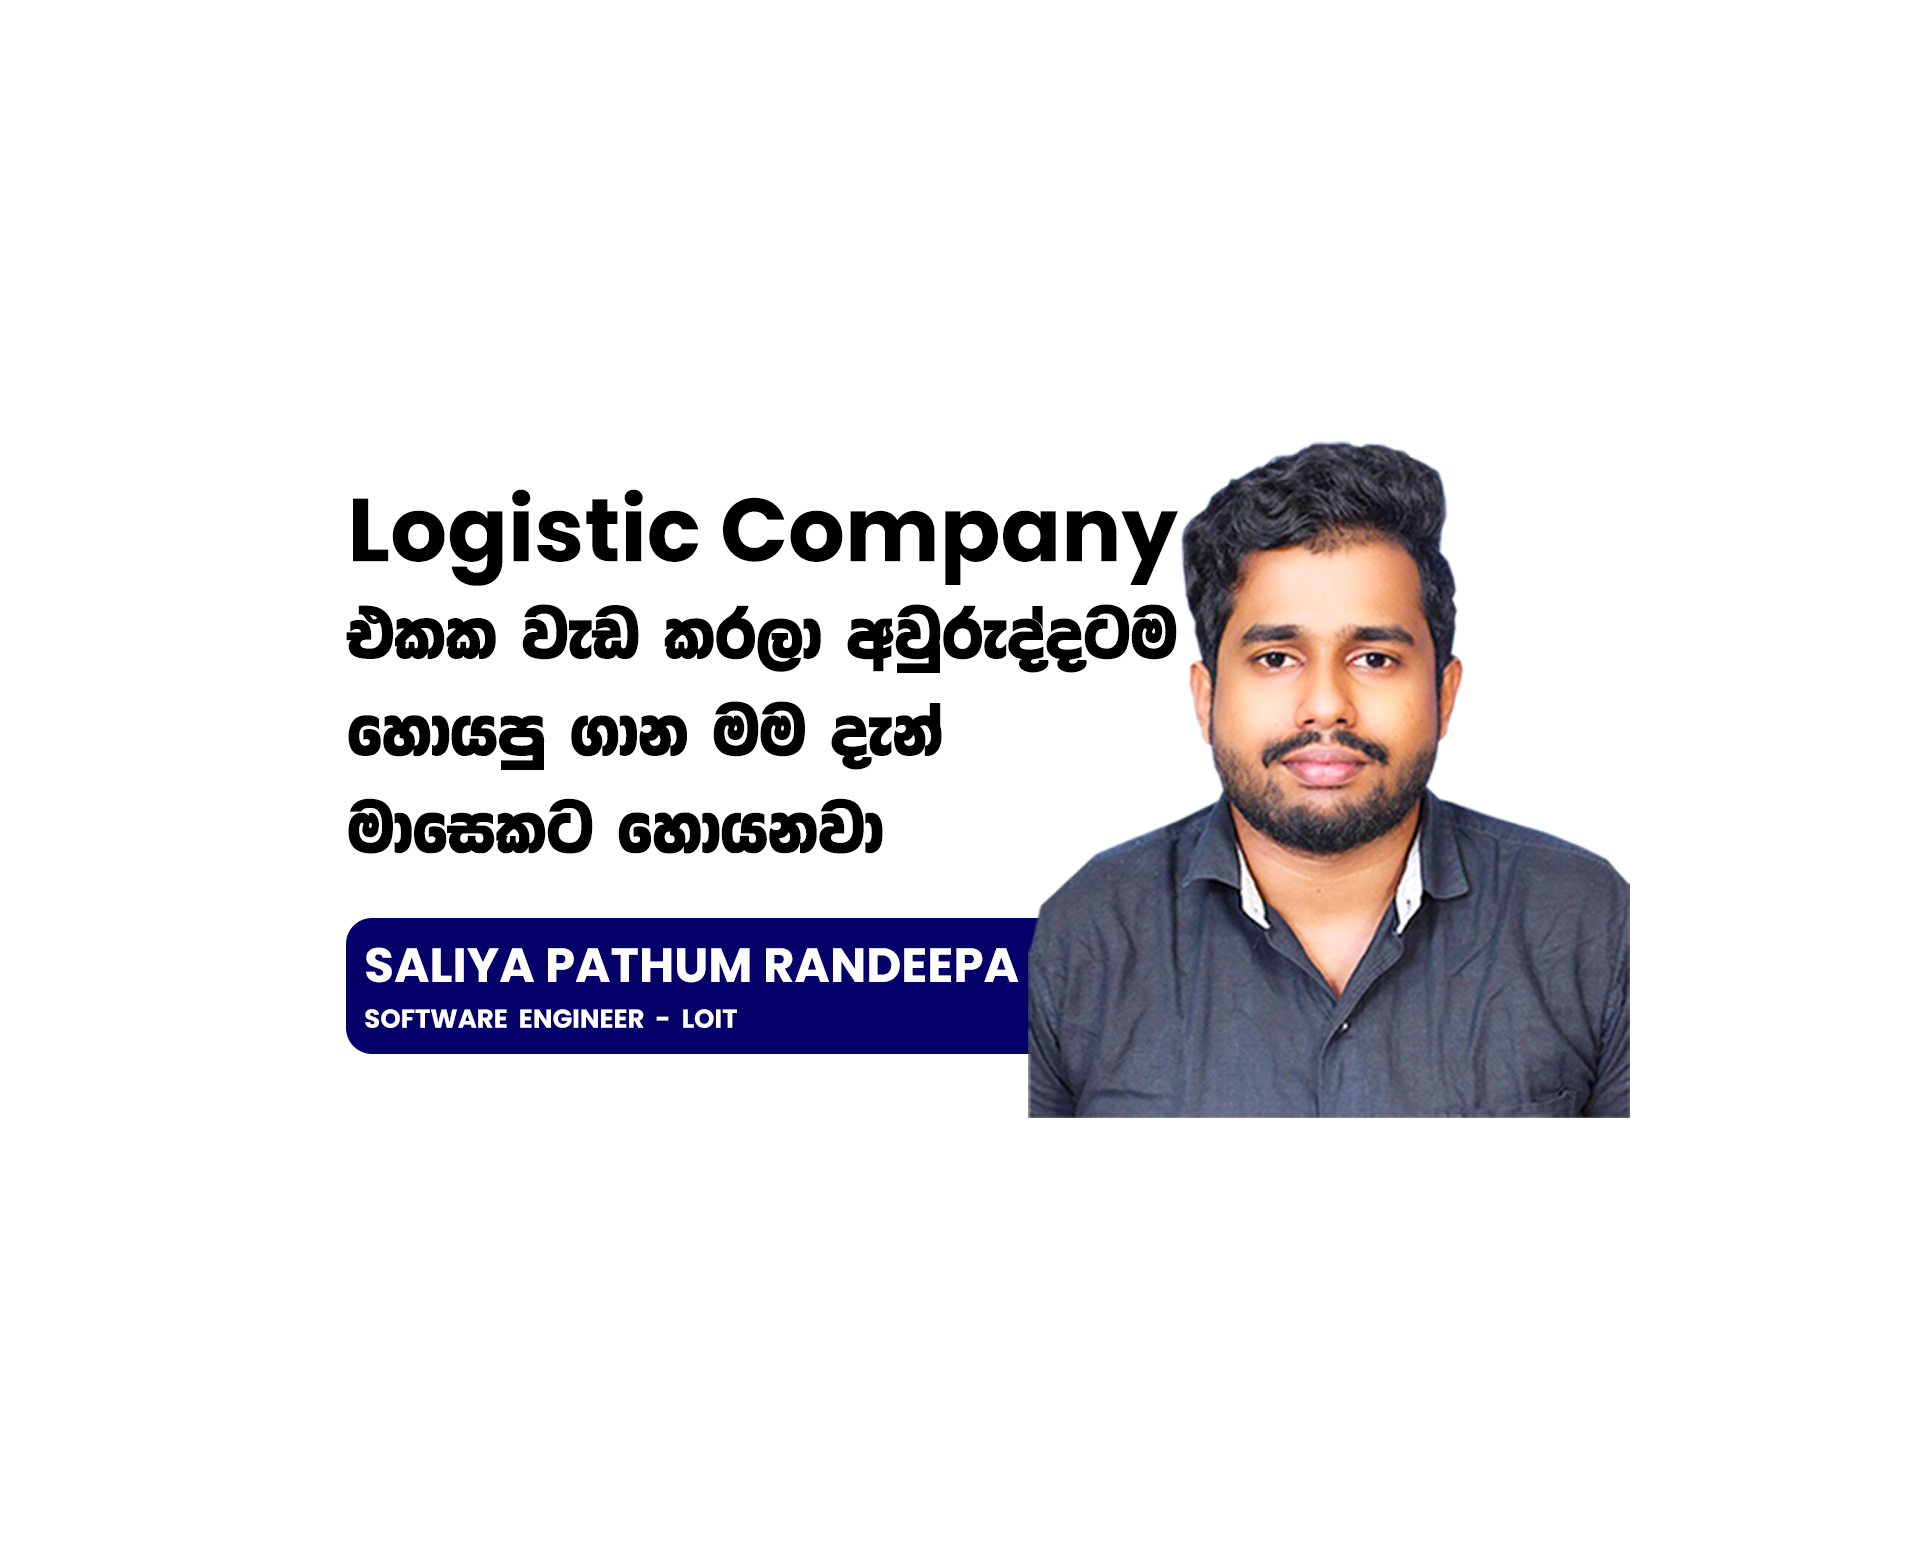 Logistic Company
එකක වැඩ කරලා අවුරුද්දටම
හොයපු ගාන මම දැන්
මාසෙකට හොයනවා
SALIYA PATHUM RANDEEPA
SOFTWARE ENGINEER - LOIT